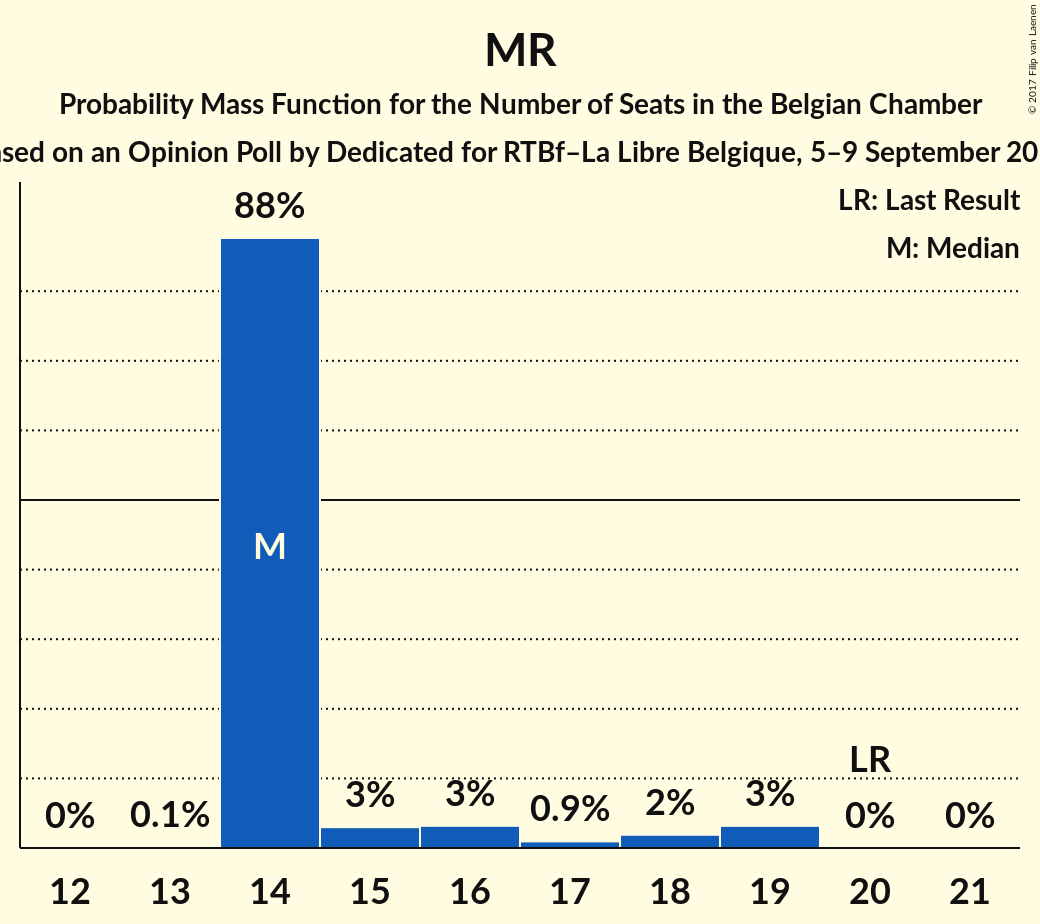 MR
Probability Mass Function for the Number of Seats in the Belgian Chamber
on an Opinion Poll by Dedicated for RTBf–La Libre Belgique, 5–9 September
© 2017 Filip van Laenen
LR: Last Result
M: Median
88%
M
LR
0%
0.1%
3%
3%
0.9%
2%
3%
0%
0%
12
13
14
15
16
17
18
19
20
21